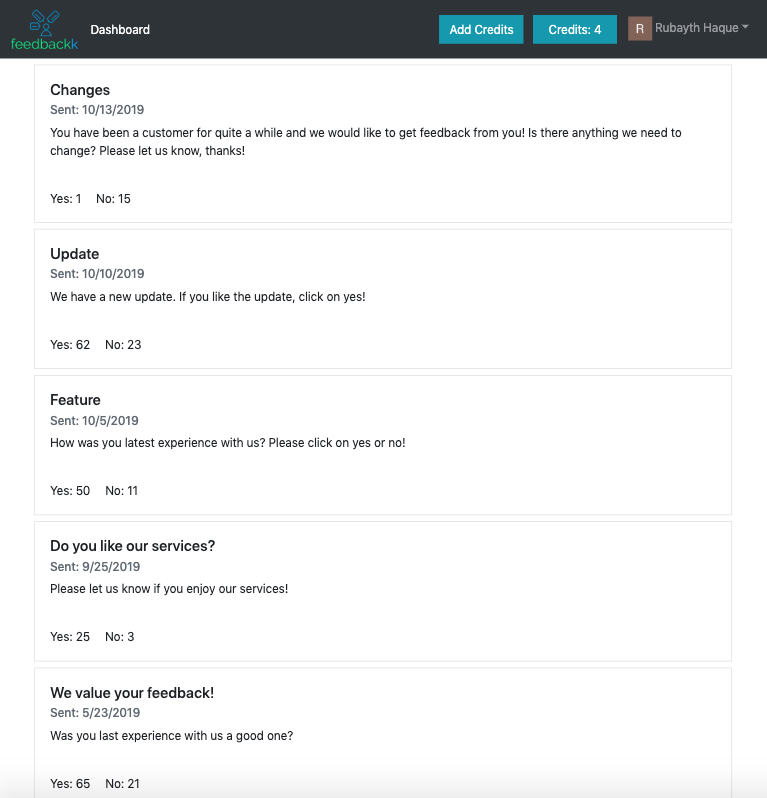 feedbackk
Dashboard
Add Credits
Credits: 4
R
Rubayth Haque
Changes
Sent: 10/13/2019
You have been a customer for quite a while and we would like to get feedback from you! Is there anything we need to
change? Please let us know, thanks!
Yes: 1 No: 15
Update
Sent: 10/10/2019
We have a new update. If you like the update, click on yes!
Yes: 62 No: 23
Feature
Sent: 10/5/2019
How was you latest experience with us? Please click on yes or no!
Yes: 50 No: 11
Do you like our services?
Sent: 9/25/2019
Please let us know if you enjoy our services!
Yes: 25 No: 3
We value your feedback!
Sent: 5/23/2019
Was you last experience with us a good one?
Yes: 65 No: 21